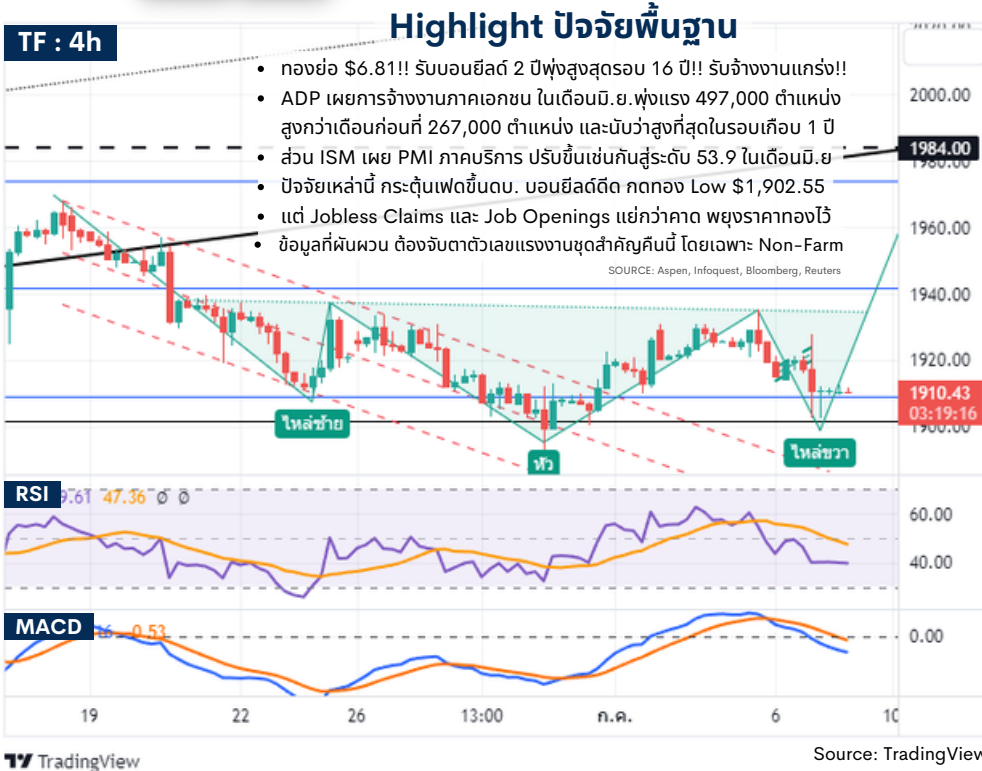 Highlight ปัจจัยพื้นฐาน
TF : 4h
• ทองย่อ $6.81!! รับบอนยีลด์ 2 ปีพุ่งสูงสุดรอบ 16 ปี!! รับจ้างงานแกร่ง!!
• ADP เผยการจ้างงานภาคเอกชน ในเดือนมิ.ย.พุ่งแรง 497,000 ตำแหน่ง
สูงกว่าเดือนก่อนที่ 267,000 ตำแหน่ง และนับว่าสูงที่สุดในรอบเกือบ 1 ปี
• ส่วน ISM เผย PMI ภาคบริการ ปรับขึ้นเช่นกันสู่ระดับ 53.9 ในเดือนมิ.ย
• ปัจจัยเหล่านี้ กระตุ้นเฟดขึ้นดบ. บอนยีลด์ดีด กดทอง Low $1,902.55
• แต่ Jobless Claims และ Job Openings แย่กว่าคาด พยุงราคาทองไว้
• ข้อมูลที่ผันผวน ต้องจับตาตัวเลขแรงงานชุดสำคัญคืนนี้ โดยเฉพาะ Non-Farm
SOURCE: Aspen, Infoquest, Bloomberg, Reuters
2000.00
1984.00
1980.00
1960.00
1940.00
1920.00
1910.43
03:19:16
1900.00
ไหล่ซ้าย
หัว
ไหล่ขวา
RSI
9.61 47.36 Ø Ø
60.00
40.00
MACD
0.53
0.00
19
22
26
13:00
ก.ค.
6
TradingView
Source: TradingView